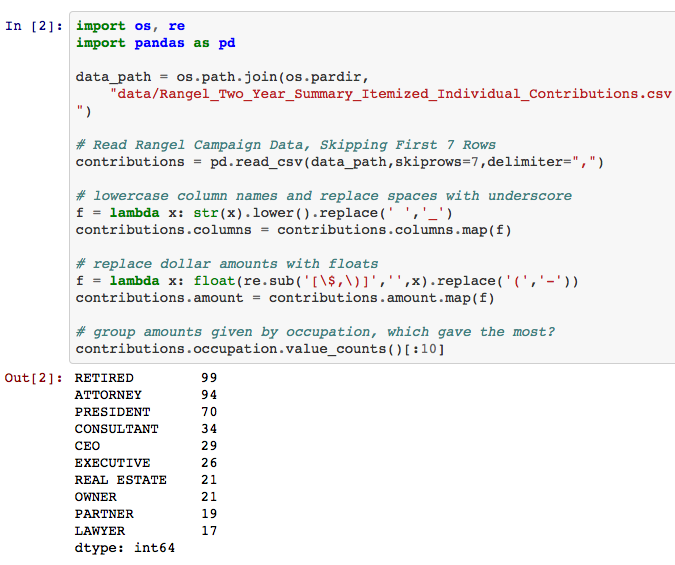 In [2]: import os, re
import pandas as pd
data_path = os.path.join(os.pardir,
"data/Rangel_Two_Year_Summary_Itemized_Individual_Contributions.csv
")
# Read Rangel Campaign Data, Skipping First 7 Rows
contributions = pd.read_csv(data_path,skiprows=7,delimiter=",")
# lowercase column names and replace spaces with underscore
f = lambda x: str(x).lower().replace(' ','_')
contributions.columns = contributions.columns.map(f)
# replace dollar amounts with floats
f = lambda x: float(re.sub('[\$,\)]','',x).replace('(','-'))
contributions.amount = contributions.amount.map(f)
# group amounts given by occupation, which gave the most?
contributions.occupation.value_counts()[:10]
Out[2]: RETIRED 99
ATTORNEY 94
PRESIDENT 70
CONSULTANT 34
CEO 29
EXECUTIVE 26
REAL ESTATE 21
OWNER 21
PARTNER 19
LAWYER 17
dtype: int64